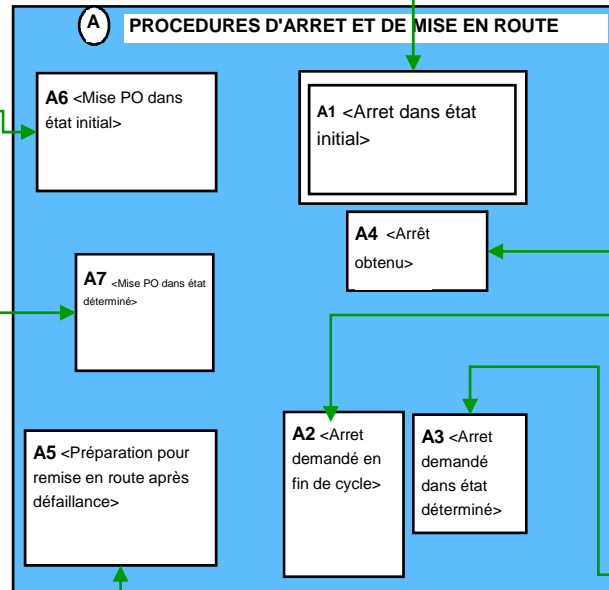 A PROCEDURES D'ARRET ET DE MISE EN ROUTE
A6 <Mise PO dans
état initial>
A1 <Arret dans état
initial>
A4 <Arrêt
obtenu>
A7 <Mise PO dans état
déterminé>
A5 <Préparation pour
remise en route après
défaillance>
A2 <Arret
demandé en
fin de cycle>
A3 <Arret
demandé
dans état
déterminé>